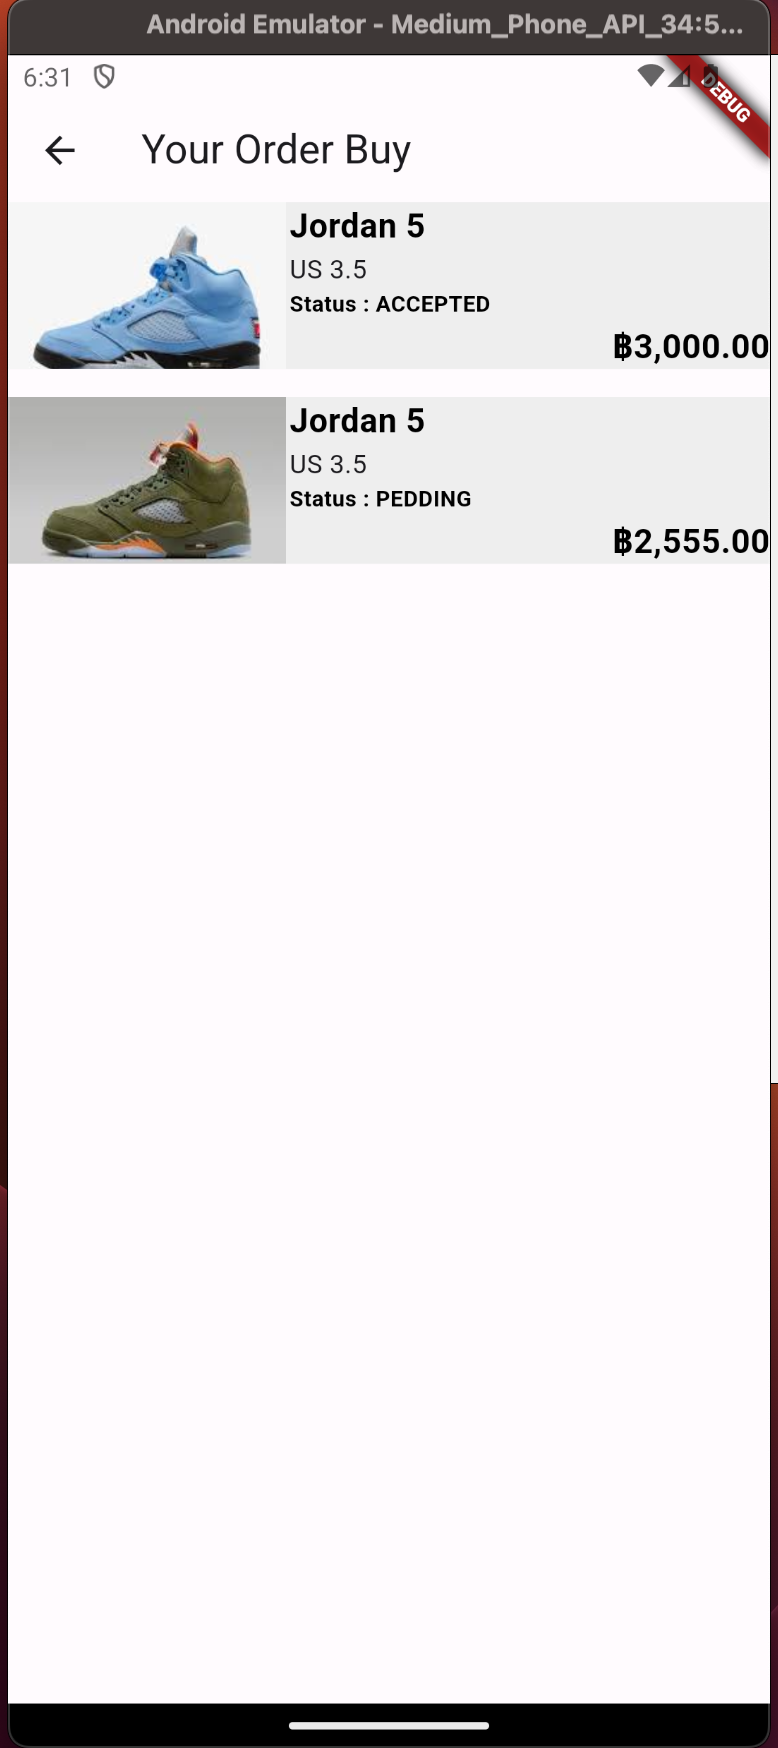 Android Emulator - Medium_Phone_API_34:5...
6:31
DEBUG
Your Order Buy
Jordan 5
US 3.5
Status : ACCEPTED
฿3,000.00
Jordan 5
US 3.5
Status : PEDDING
฿2,555.00